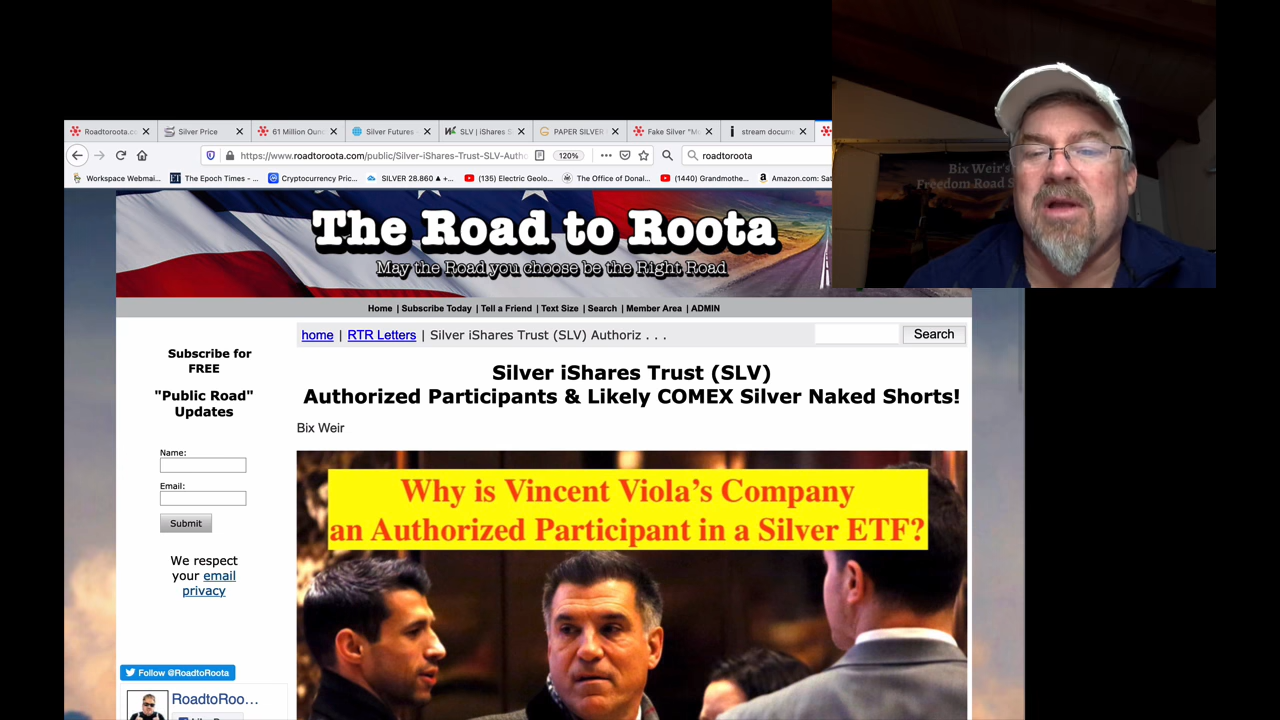 Roadtoroota.c
Silver Price
61 Million Oun
Silver Futures -
SLV | iShares S
PAPER SILVER
Fake Silver "M
stream docume
https://www.roadtoroota.com/public/Silver-iShares-Trust-SLV-Autho
120%
roadtoroota
Workspace Webmai...
The Epoch Times - ...
Cryptocurrency Pric...
SILVER 28.860 ▲ +...
(135) Electric Geolo...
The Office of Donal...
(1440) Grandmothe...
Amazon.com: Sat
Bix Weir's
Freedom Road S
The Road to Roota
May the Road you choose be the Right Road
Home | Subscribe Today | Tell a Friend | Text Size | Search | Member Area | ADMIN
home | RTR Letters | Silver iShares Trust (SLV) Authoriz . . .
Search
Subscribe for
FREE
"Public Road"
Updates
Name:
Email:
Submit
We respect
your email
privacy
Follow @RoadtoRoota
RoadtoRoo...
Silver iShares Trust (SLV)
Authorized Participants & Likely COMEX Silver Naked Shorts!
Bix Weir
Why is Vincent Viola's Company
an Authorized Participant in a Silver ETF?